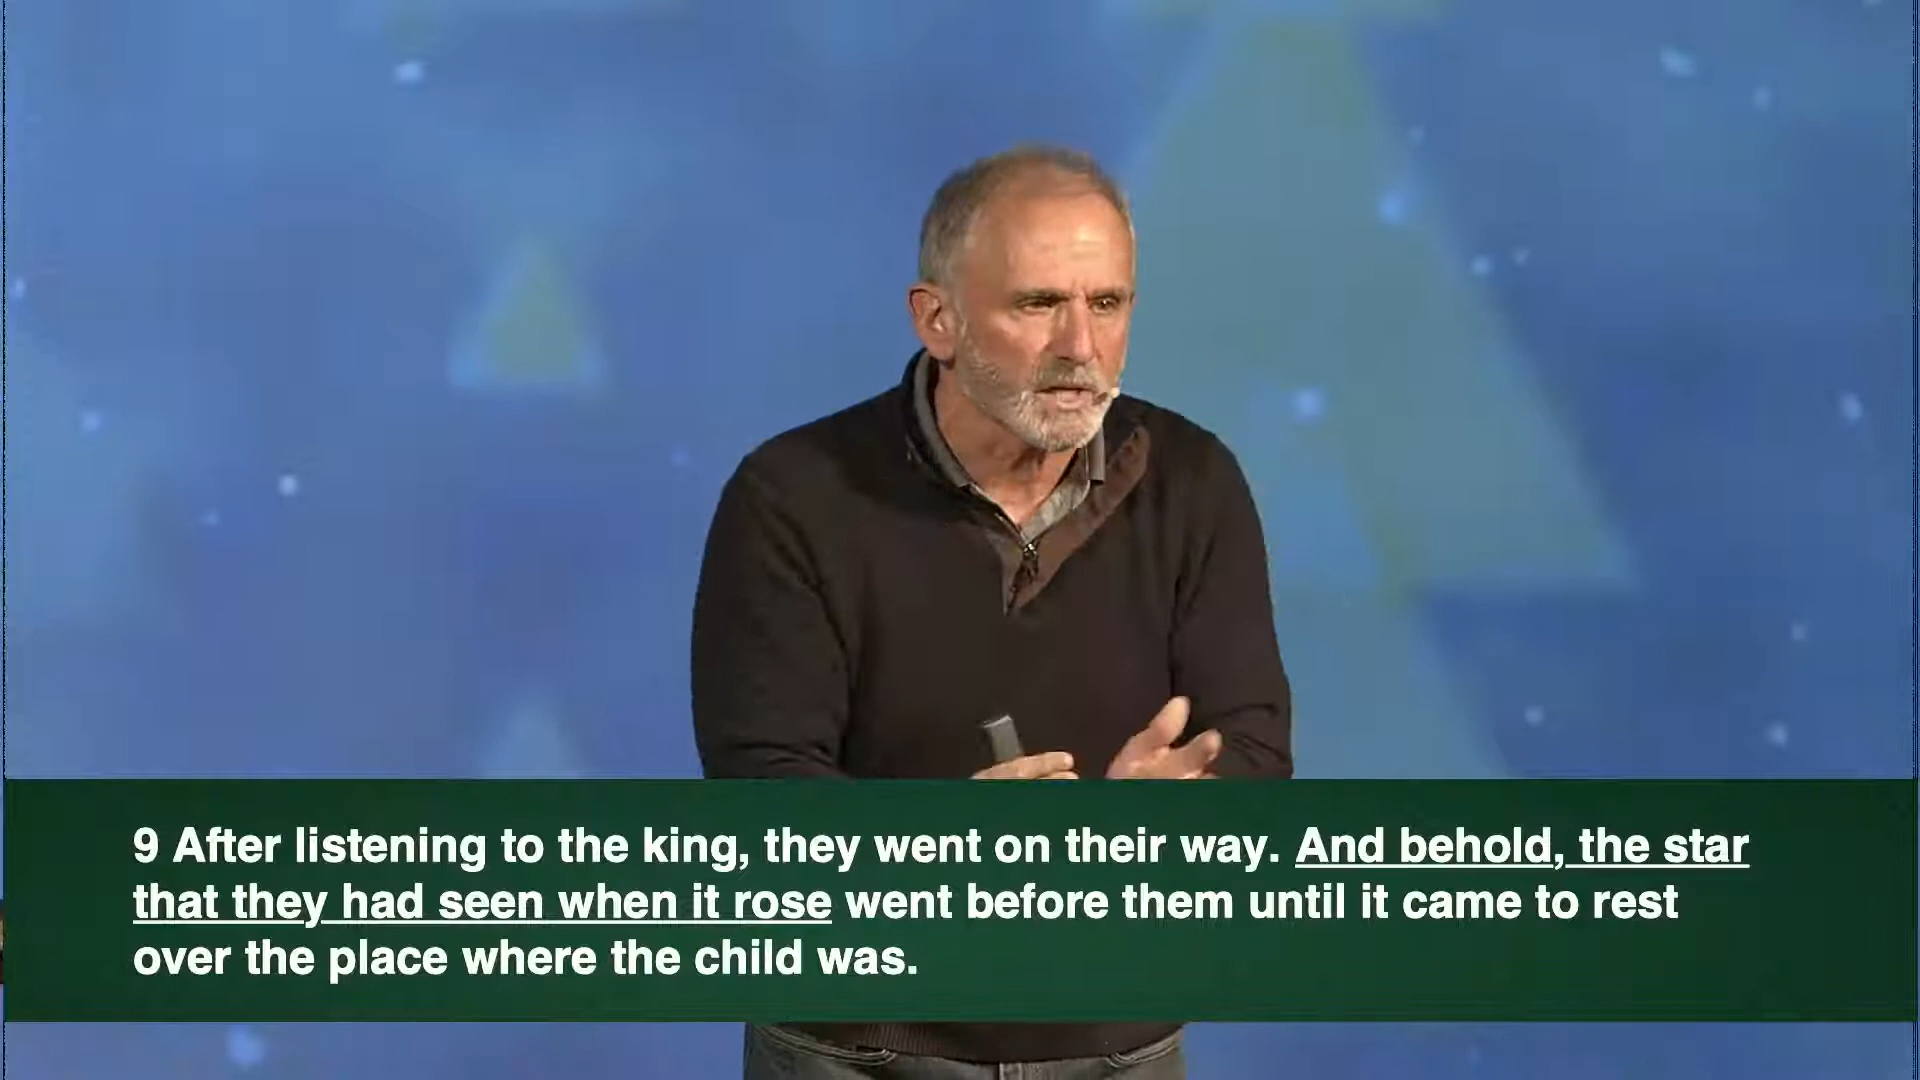 9 After listening to the king, they went on their way. And behold, the star
that they had seen when it rose went before them until it came to rest
over the place where the child was.